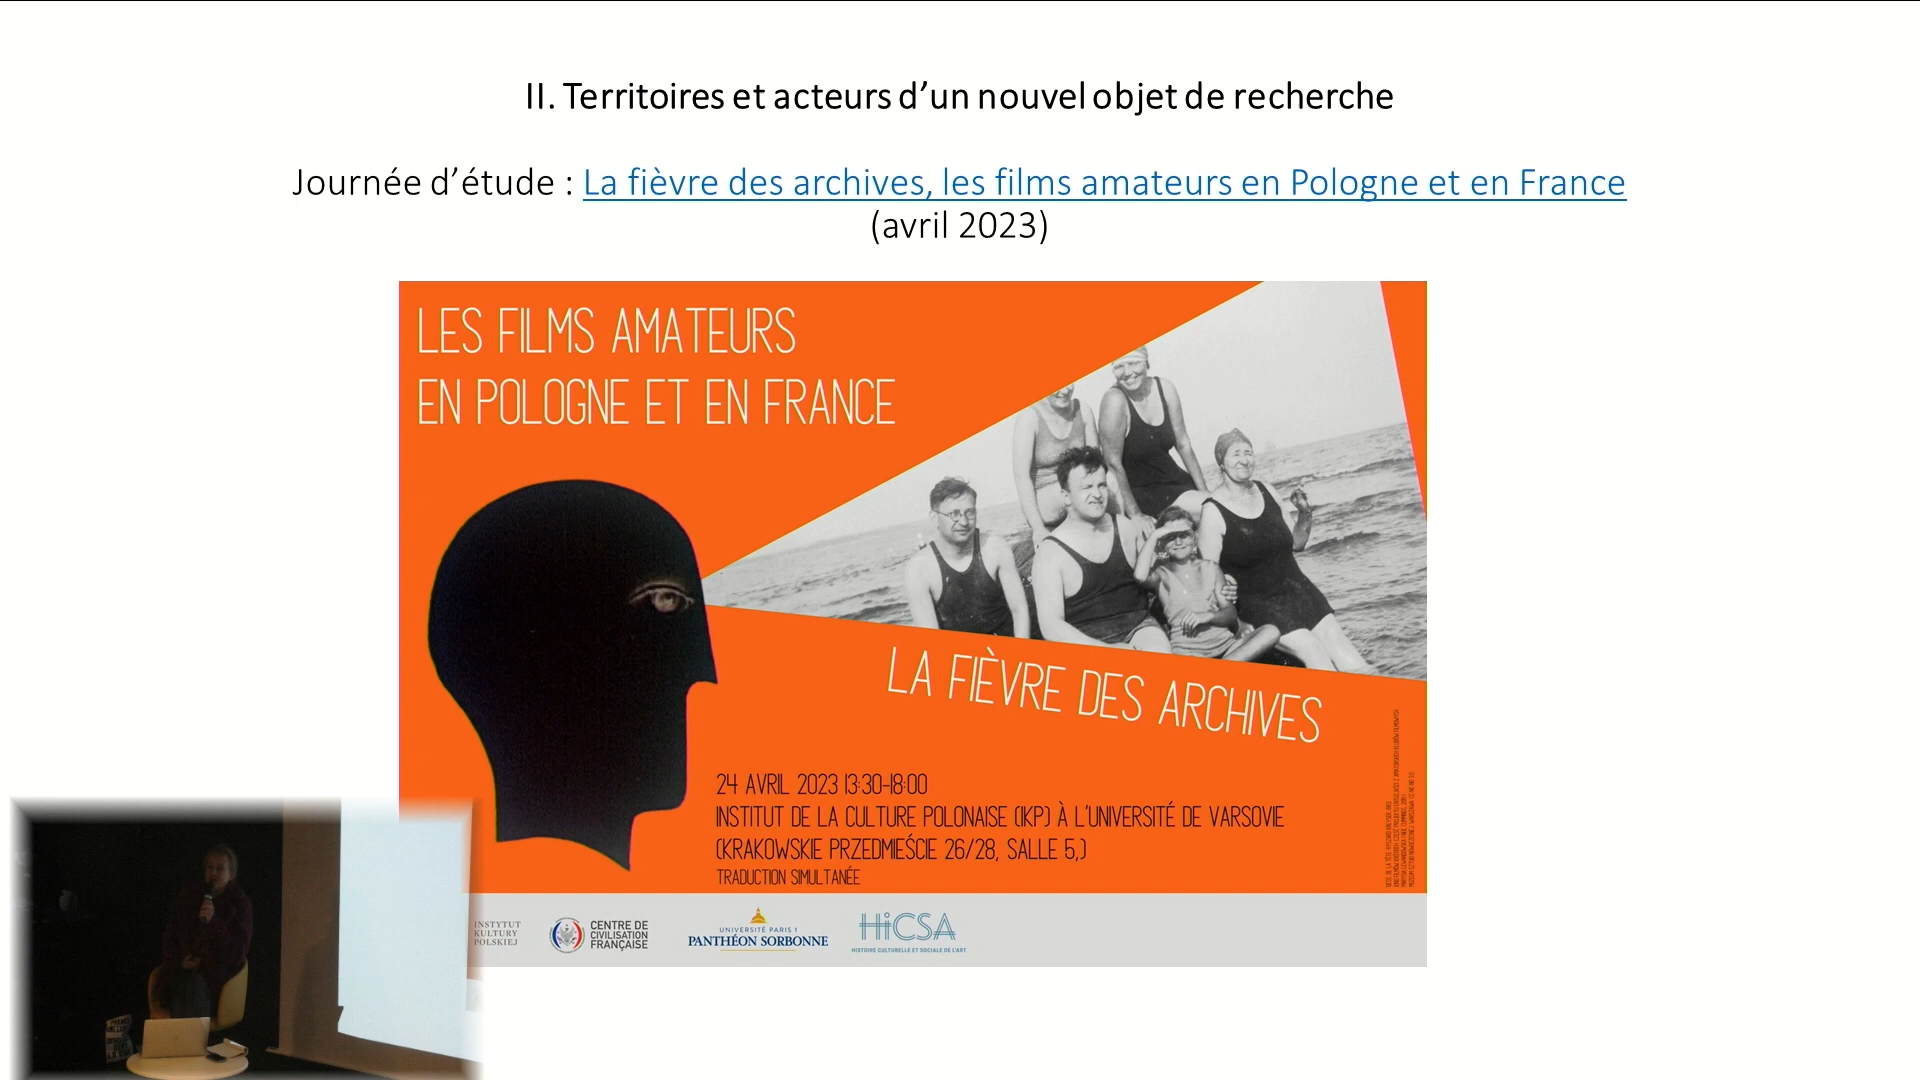 II. Territoires et acteurs d’un nouvel objet de recherche
Journée d’étude : La fièvre des archives, les films amateurs en Pologne et en France
(avril 2023)
LES FILMS AMATEURS
EN POLOGNE ET EN FRANCE
LA FIÈVRE DES ARCHIVES
24 AVRIL 2023 13:30-18:00
INSTITUT DE LA CULTURE POLONAISE (IKP) À L'UNIVERSITÉ DE VARSOVIE
(KRAKOWSKIE PRZEDMIEŚCIE 26/28, SALLE 5,)
TRADUCTION SIMULTANÉE
INSTYTUT
KULTURY
POLSKIEJ
CENTRE DE
CIVILISATION
FRANÇAISE
UNIVERSITÉ PARIS 1
PANTHÉON SORBONNE
HiCSA
HISTOIRE CULTURELLE ET SOCIALE DE L'ART